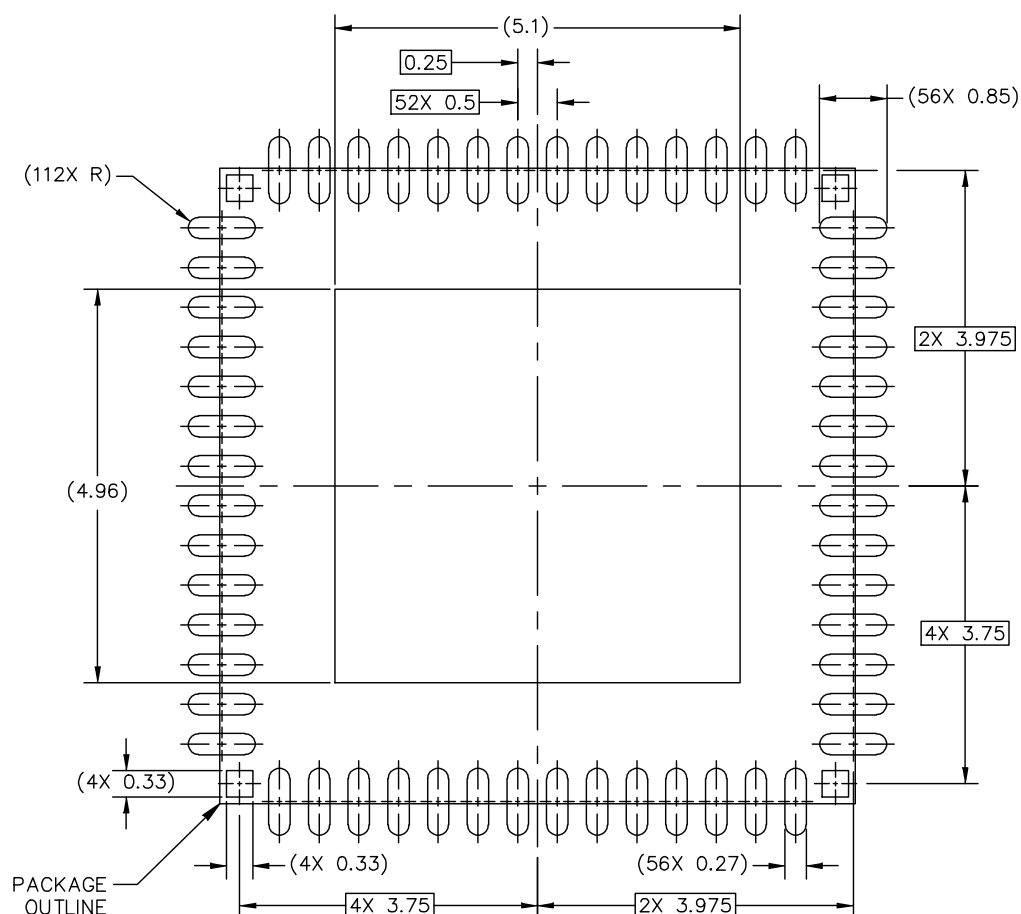 (5.1)
0.25
52X 0.5
(56X 0.85)
(112X R)
2X 3.975
(4.96)
4X 3.75
(4X 0.33)
(4X 0.33)
(56X 0.27)
PACKAGE
OUTLINE
4X 3.75
2X 3.975